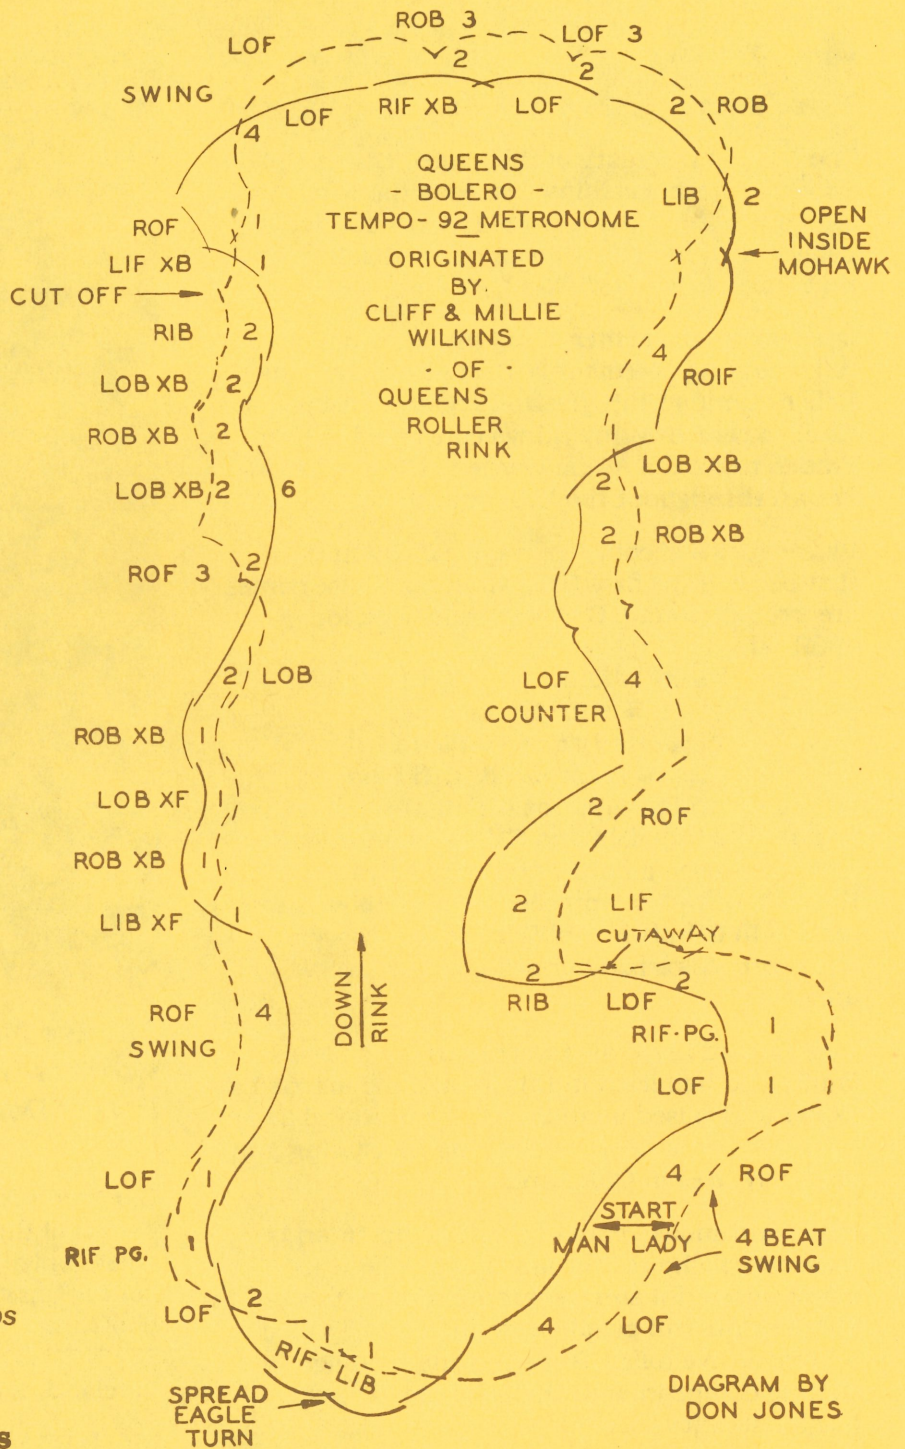 ROB 3
LOF
LOF 3
2
2
SWING
4
LOF
RIF XB
LOF
2
ROB
QUEENS
- BOLERO -
TEMPO - 92 METRONOME
ORIGINATED
BY.
CLIFF & MILLIE
WILKINS
- OF -
QUEENS
ROLLER
RINK
LIB
2
OPEN
INSIDE
MOHAWK
ROF
1
LIF XB
1
CUT OFF
RIB
2
LOB XB
2
ROB XB
2
LOB XB
2
6
ROF 3
2
2
LOB
ROB XB
1
LOB XF
1
ROB XB
1
LIB XF
1
4
ROIF
LOB XB
2
2
ROB XB
LOF
COUNTER
4
2
ROF
2
LIF
CUTAWAY
2
2
RIB
LOF
RIF-PG.
1
LOF
1
DOWN
RINK
ROF
SWING
4
LOF
1
RIF PG.
1
LOF
2
1
1
RIF - LIB
SPREAD
EAGLE
TURN
4
ROF
START
MAN LADY
4 BEAT
SWING
4
LOF
DIAGRAM BY
DON JONES